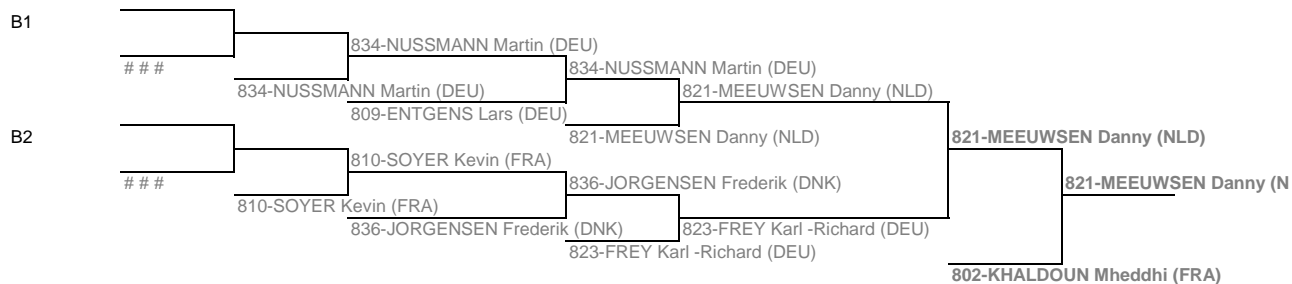 B1
834-NUSSMANN Martin (DEU)
# # #
834-NUSSMANN Martin (DEU)
834-NUSSMANN Martin (DEU)
821-MEEUWSEN Danny (NLD)
809-ENTGENS Lars (DEU)
B2
821-MEEUWSEN Danny (NLD)
821-MEEUWSEN Danny (NLD)
810-SOYER Kevin (FRA)
# # #
836-JORGENSEN Frederik (DNK)
821-MEEUWSEN Danny (N
810-SOYER Kevin (FRA)
836-JORGENSEN Frederik (DNK)
823-FREY Karl -Richard (DEU)
823-FREY Karl -Richard (DEU)
802-KHALDOUN Mheddhi (FRA)